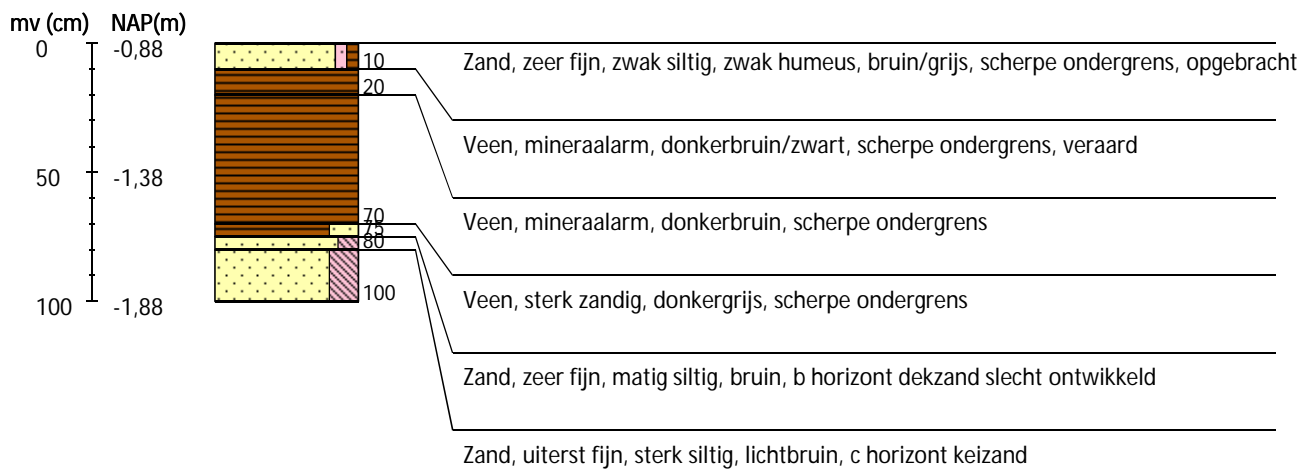 mv (cm) NAP(m)
0 -0,88
10 Zand, zeer fijn, zwak siltig, zwak humeus, bruin/grijs, scherpe ondergrens, opgebracht
20
Veen, mineraalarm, donkerbruin/zwart, scherpe ondergrens, veraard
50 -1,38
70 Veen, mineraalarm, donkerbruin, scherpe ondergrens
75
80
100 -1,88 100 Veen, sterk zandig, donkergrijs, scherpe ondergrens
Zand, zeer fijn, matig siltig, bruin, b horizont dekzand slecht ontwikkeld
Zand, uiterst fijn, sterk siltig, lichtbruin, c horizont keizand